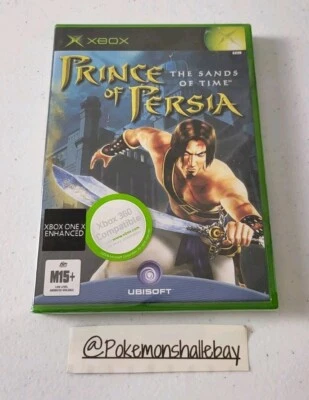 XBOX
PRINCE
OF PERSIA
THE SANDS
OF TIME
XBOX ONE X
ENHANCED
Xbox 360
Compatible
M15+
UBISOFT
@Pokemonshallebay